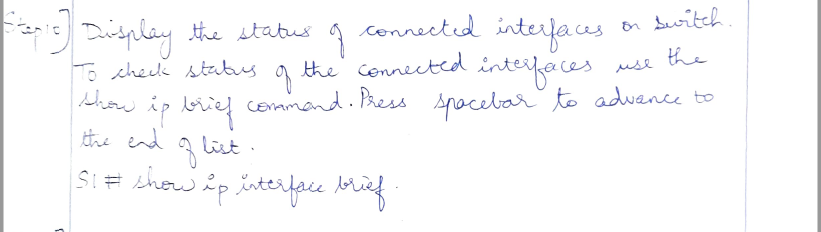 Step 10] Display the status of connected interfaces on switch.
To check status of the connected interfaces use the
show ip brief command. Press spacebar to advance to
the end of list.
S1 # show ip interface brief.